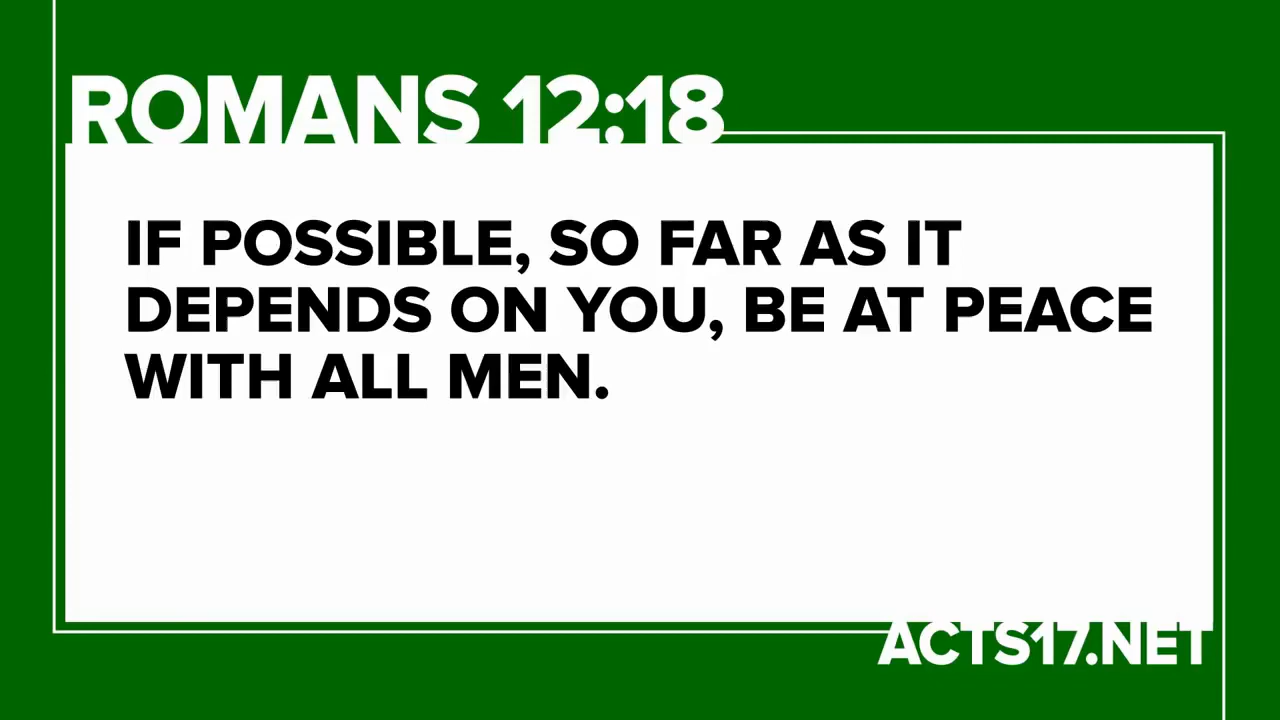 ROMANS 12:18
IF POSSIBLE, SO FAR AS IT
DEPENDS ON YOU, BE AT PEACE
WITH ALL MEN.
ACTS17.NET